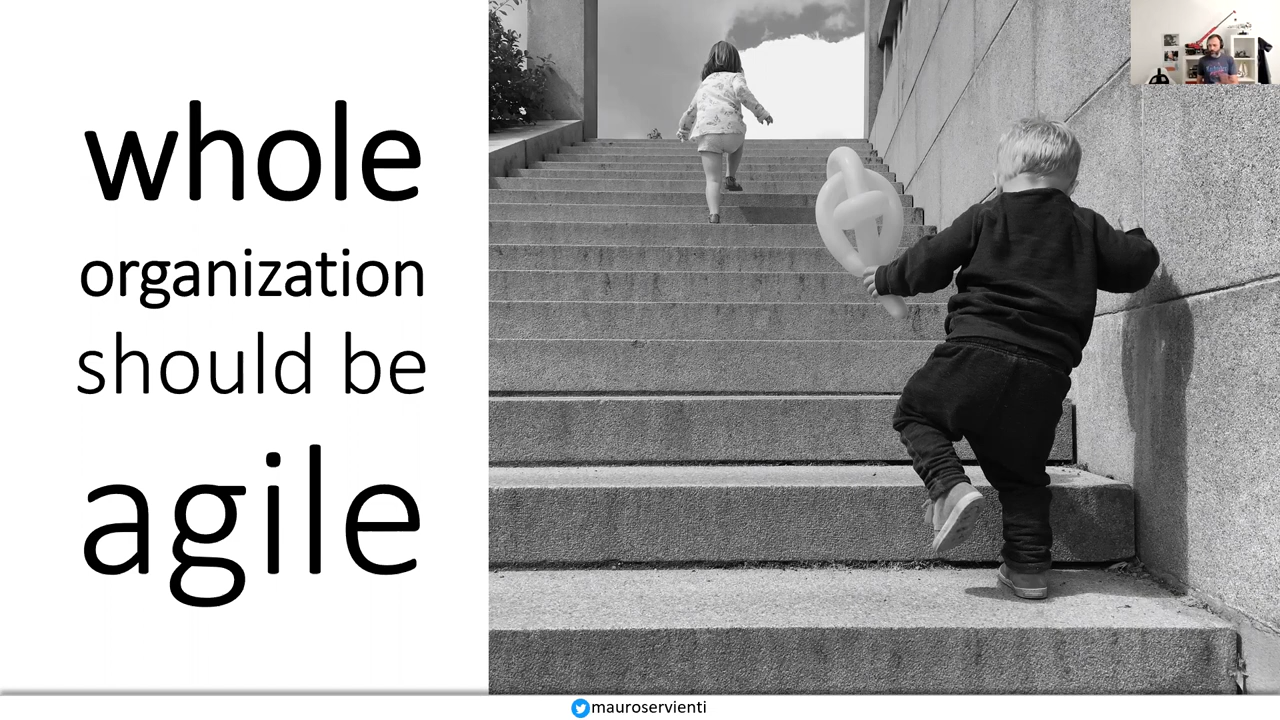 whole
organization
should be
agile
mauroservienti